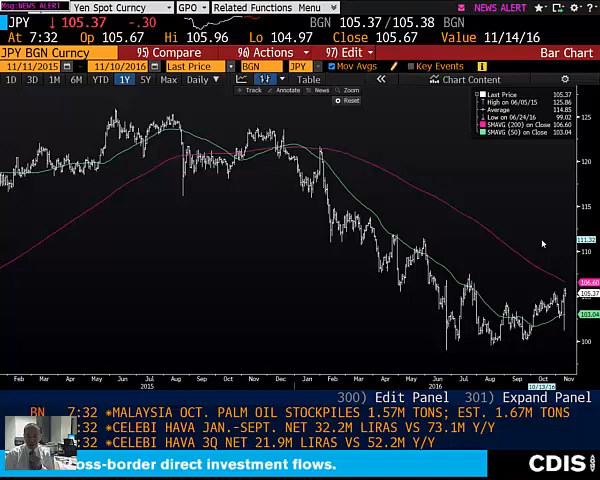 Msg:NEWS ALERT
NEWS ALERT
JPY
Yen Spot Currncy
GPO
Related Functions Menu
JPY
105.37
-.30
BGN
105.37 / 105.38
BGN
At 7:32
Op 105.67
Hi 105.96
Lo 104.97
Close 105.67
Value 11/14/16
JPY BGN Curncy
95) Compare
96) Actions
97) Edit
Bar Chart
11/11/2015
11/10/2016
Last Price
BGN
JPY
Mov Avgs
Key Events
1D
3D
1M
6M
YTD
1Y
5Y
Max
Daily
Table
Chart Content
Track
Annotate
News
Zoom
Reset
Last Price 105.37
High on 06/05/15 125.86
Average 114.85
Low on 06/24/16 99.02
SMAVG (200) on Close 106.60
SMAVG (50) on Close 103.04
125
120
115
111.32
110
106.60
105.37
103.04
100
Feb
Mar
Apr
May
Jun
Jul
Aug
Sep
Oct
Nov
Dec
Jan
Feb
Mar
Apr
May
Jun
Jul
Aug
Sep
Oct
Nov
2015
2016
10/13/16
300) Edit Panel
301) Expand Panel
BN 7:32 *MALAYSIA OCT. PALM OIL STOCKPILES 1.57M TONS; EST. 1.67M TONS
7:32 *CELEBI HAVA JAN.-SEPT. NET 32.2M LIRAS VS 73.1M Y/Y
7:32 *CELEBI HAVA 3Q NET 21.9M LIRAS VS 52.2M Y/Y
oss-border direct investment flows.
CDIS